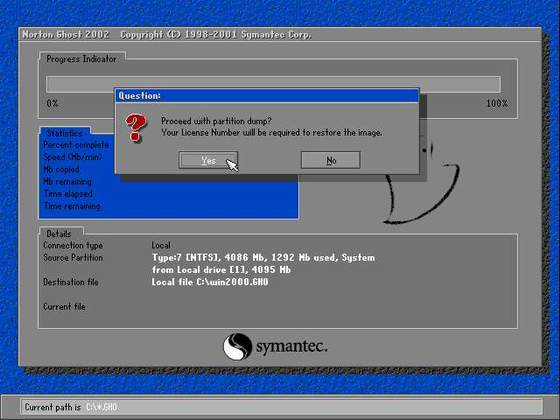 Norton Ghost 2002 Copyright (C) 1998-2001 Symantec Corp.
Progress Indicator
0%
100%
Question:
Proceed with partition dump?
Your License Number will be required to restore the image.
Yes
No
Statistics
Percent complete
Speed (Mb/min)
Mb copied
Mb remaining
Time elapsed
Time remaining
Details
Connection type Local
Source Partition Type:7 [NTFS], 4086 Mb, 1292 Mb used, System
from Local drive [1], 4095 Mb
Destination file Local file C:\win2000.GHO
Current file
symantec.
Current path is C:\*.GHO